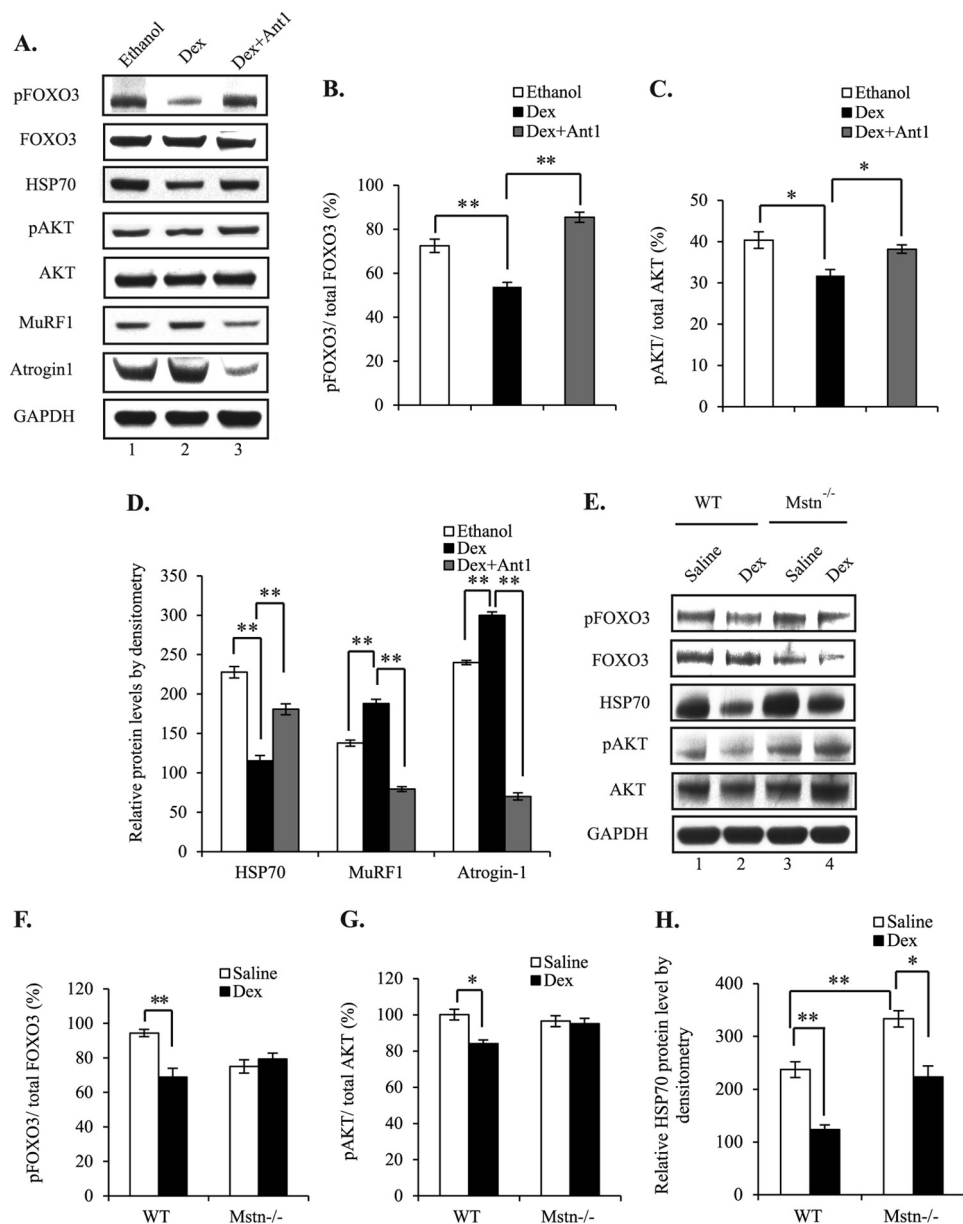 A.
Ethanol
Dex
Dex+Ant1
pFOXO3
FOXO3
HSP70
pAKT
AKT
MuRF1
Atrogin1
GAPDH
1 2 3
B.
Ethanol
Dex
Dex+Ant1
**
**
100
80
60
40
20
0
pFOXO3/ total FOXO3 (%)
C.
Ethanol
Dex
Dex+Ant1
*
*
50
40
30
20
10
0
pAKT/ total AKT (%)
D.
Ethanol
Dex
Dex+Ant1
** **
**
**
**
**
350
300
250
200
150
100
50
0
Relative protein levels by densitometry
HSP70 MuRF1 Atrogin-1
E.
WT Mstn-/-
Saline Dex Saline Dex
pFOXO3
FOXO3
HSP70
pAKT
AKT
GAPDH
1 2 3 4
F.
Saline
Dex
**
100
80
60
40
20
0
pFOXO3/ total FOXO3 (%)
WT Mstn-/-
G.
Saline
Dex
*
120
100
80
60
40
20
0
pAKT/ total AKT (%)
WT Mstn-/-
H.
Saline
Dex
**
*
**
400
300
200
100
0
Relative HSP70 protein level by
densitometry
WT Mstn-/-